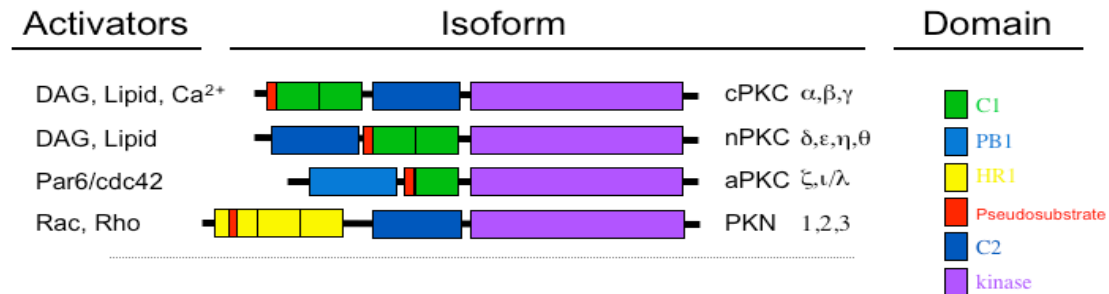 Activators Isoform Domain
DAG, Lipid, Ca²⁺ cPKC α,β,γ
DAG, Lipid nPKC δ,ε,η,θ
Par6/cdc42 aPKC ζ,ι/λ
Rac, Rho PKN 1,2,3
C1
PB1
HR1
Pseudosubstrate
C2
kinase